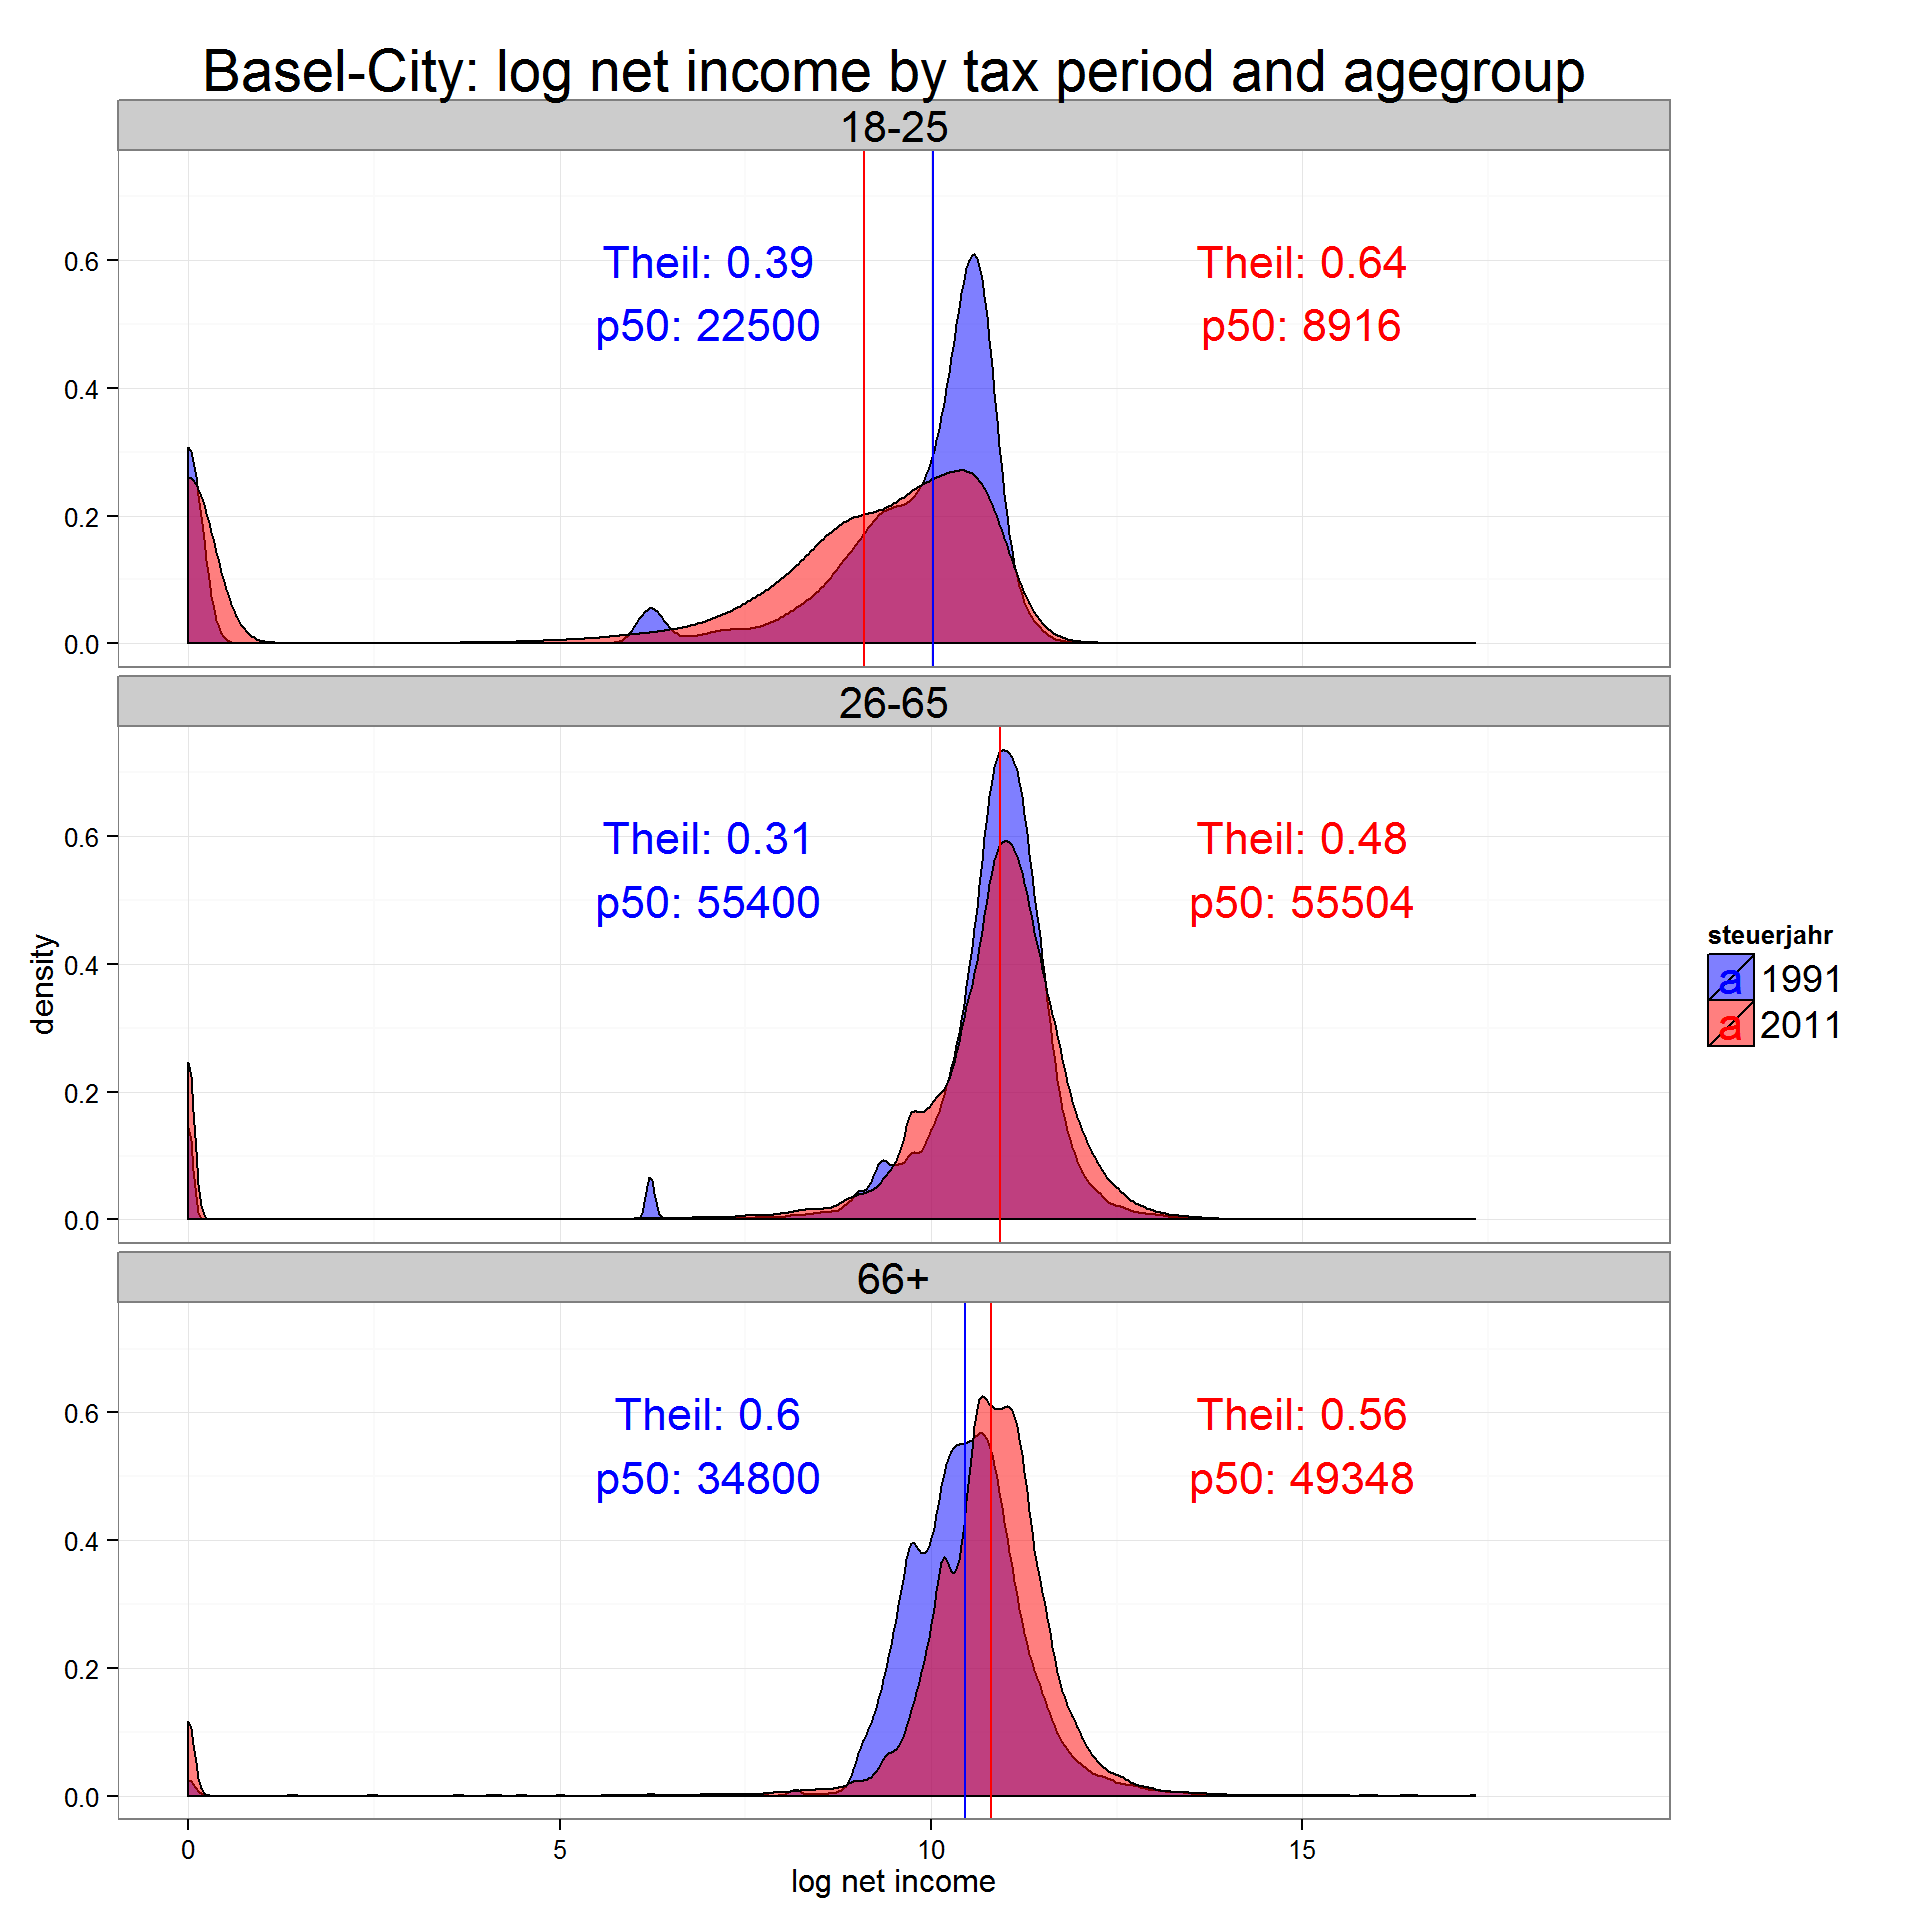 Basel-City: log net income by tax period and agegroup
18-25
0.6
0.4
0.2
0.0
Theil: 0.39
p50: 22500
Theil: 0.64
p50: 8916
26-65
0.6
0.4
0.2
0.0
Theil: 0.31
p50: 55400
Theil: 0.48
p50: 55504
66+
0.6
0.4
0.2
0.0
Theil: 0.6
p50: 34800
Theil: 0.56
p50: 49348
0 5 10 15
log net income
density
steuerjahr
a 1991
a 2011